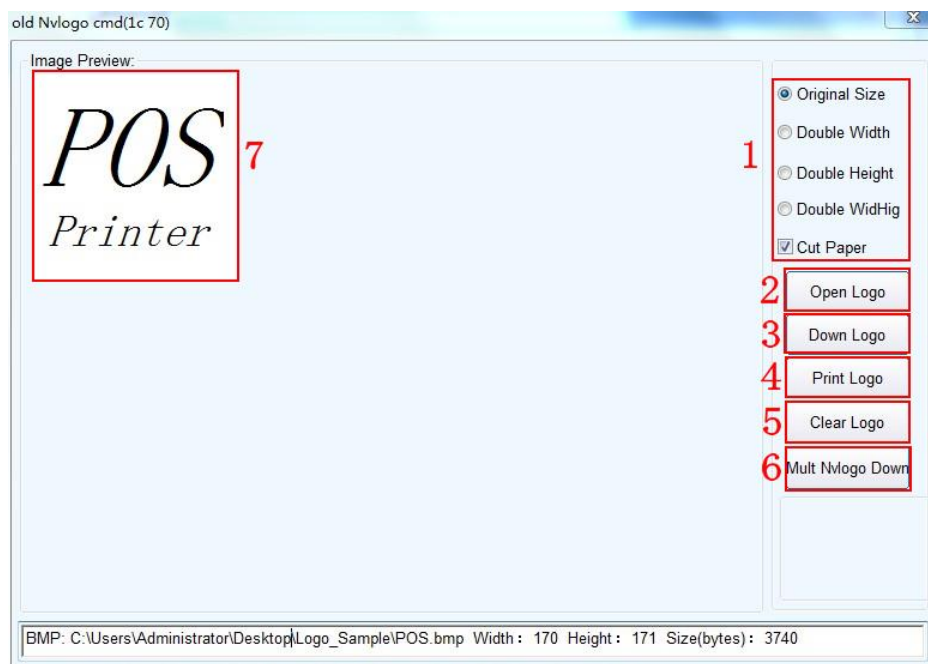 old Nvlogo cmd(1c 70)
Image Preview:
POS
Printer
7
1
Original Size
Double Width
Double Height
Double WidHig
Cut Paper
2 Open Logo
3 Down Logo
4 Print Logo
5 Clear Logo
6 Mult Nvlogo Down
BMP: C:\Users\Administrator\Desktop\Logo_Sample\POS.bmp Width: 170 Height: 171 Size(bytes): 3740